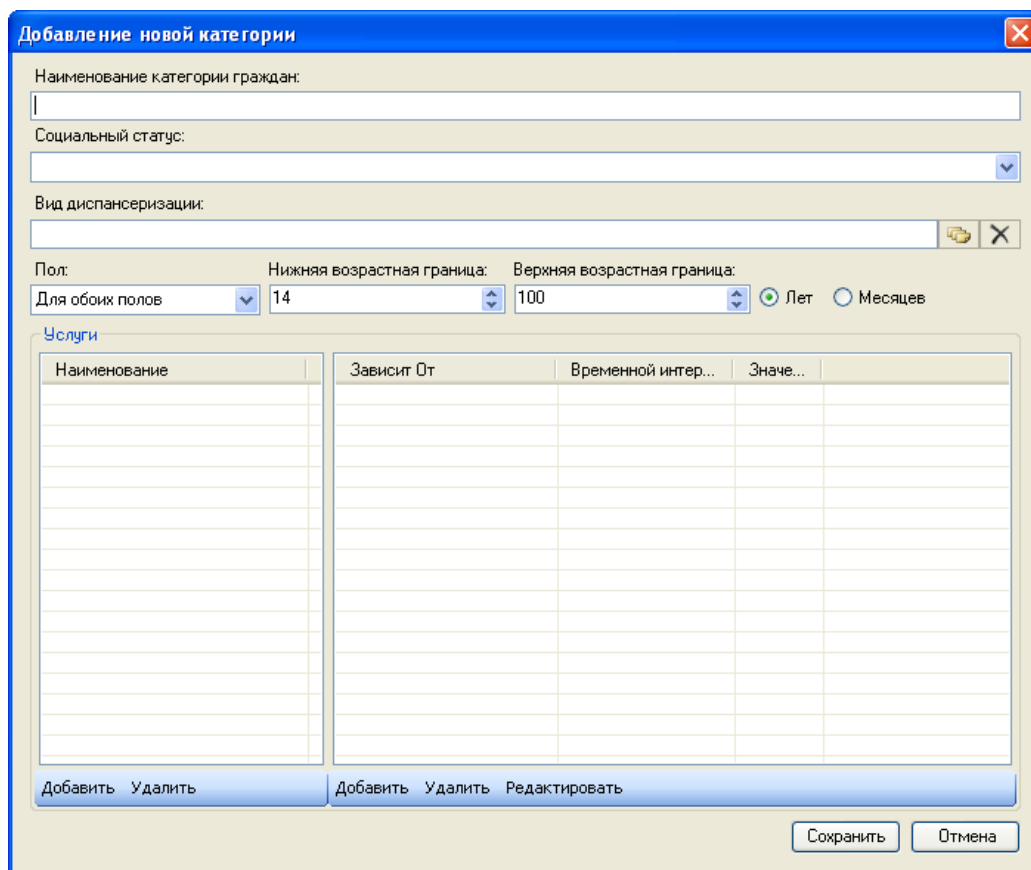 Добавление новой категории
Наименование категории граждан:
Социальный статус:
Вид диспансеризации:
Пол: Нижняя возрастная граница: Верхняя возрастная граница:
Для обоих полов 14 100 Лет Месяцев
Услуги
Наименование Зависит От Временной интер... Значе...
Добавить Удалить Добавить Удалить Редактировать
Сохранить Отмена